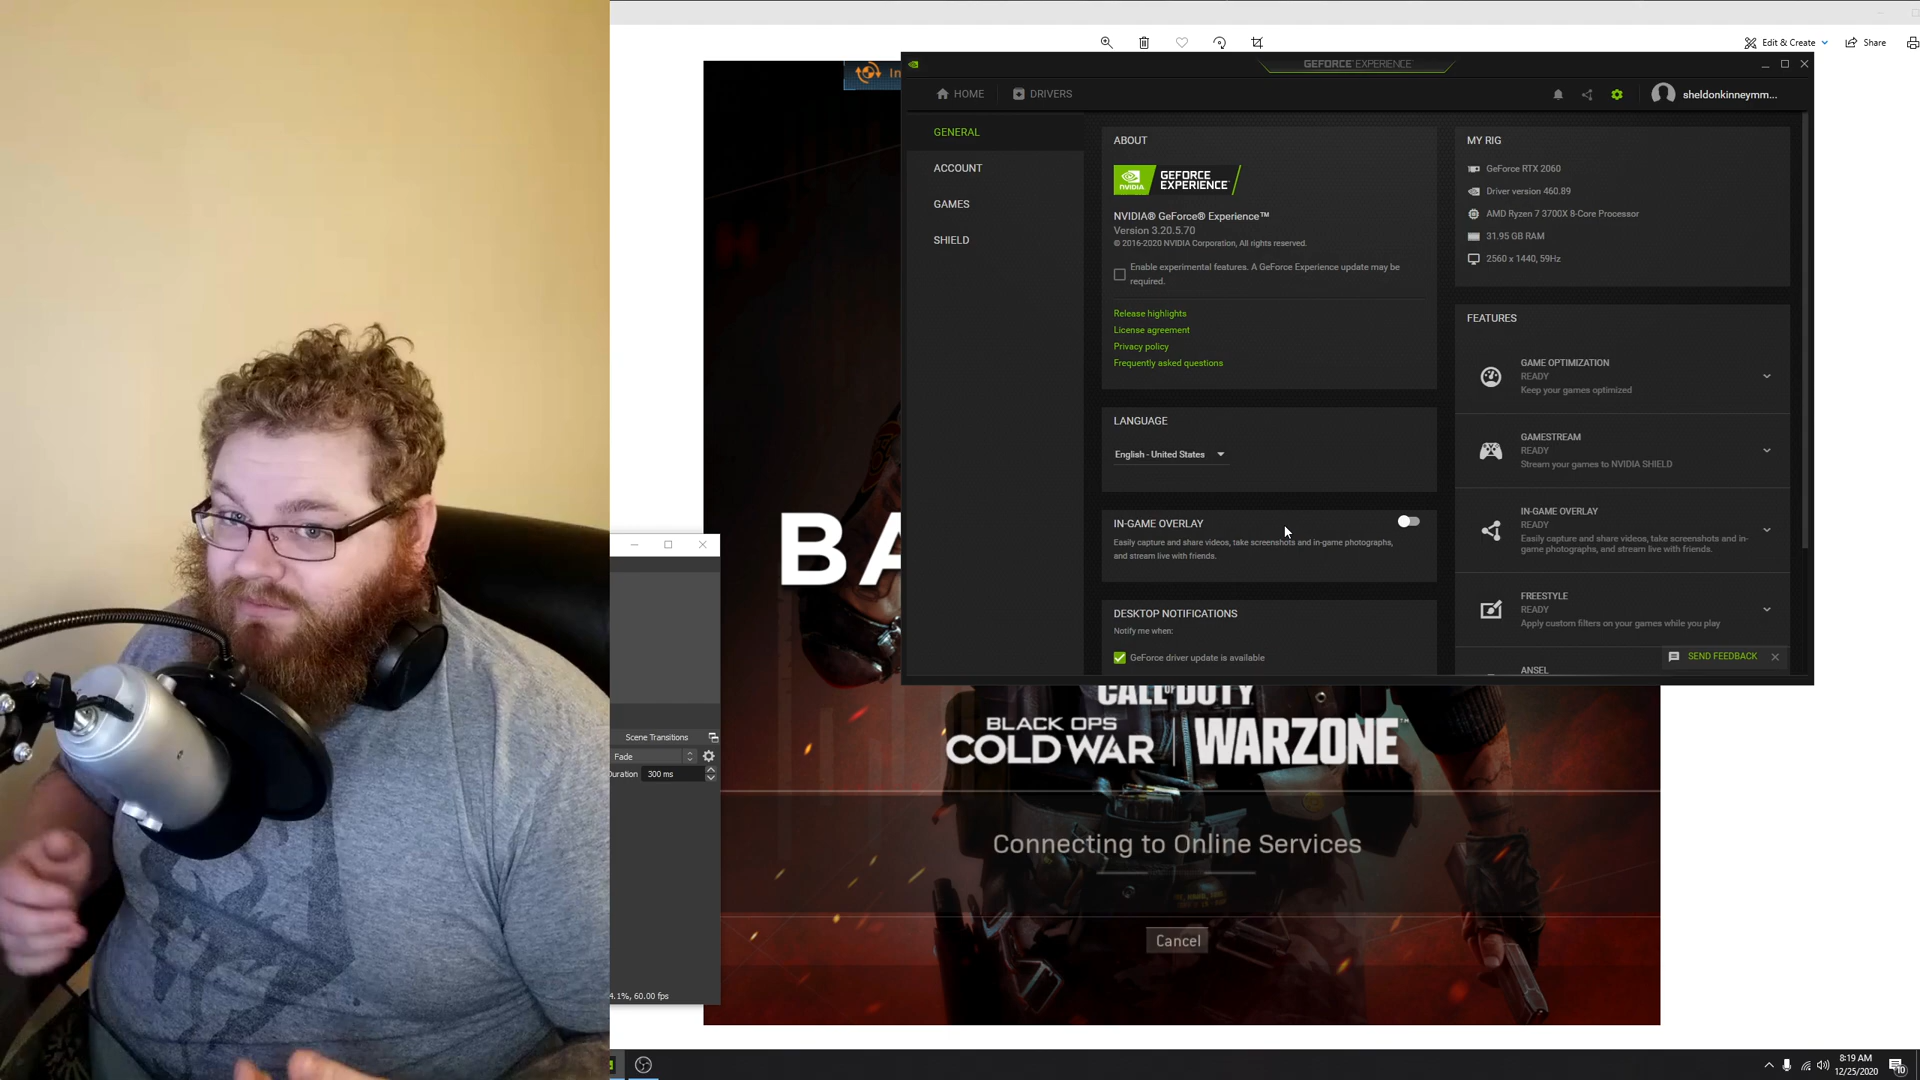 Edit & Create
Share
In
GEFORCE EXPERIENCE
HOME
DRIVERS
sheldonkinneymm...
GENERAL
ACCOUNT
GAMES
SHIELD
ABOUT
NVIDIA
GEFORCE
EXPERIENCE
NVIDIA® GeForce® Experience™
Version 3.20.5.70
© 2016-2020 NVIDIA Corporation, All rights reserved.
Enable experimental features. A GeForce Experience update may be
required.
Release highlights
License agreement
Privacy policy
Frequently asked questions
LANGUAGE
English - United States
IN-GAME OVERLAY
Easily capture and share videos, take screenshots and in-game photographs,
and stream live with friends.
DESKTOP NOTIFICATIONS
Notify me when:
GeForce driver update is available
MY RIG
GeForce RTX 2060
Driver version 460.89
AMD Ryzen 7 3700X 8-Core Processor
31.95 GB RAM
2560 x 1440, 59Hz
FEATURES
GAME OPTIMIZATION
READY
Keep your games optimized
GAMESTREAM
READY
Stream your games to NVIDIA SHIELD
IN-GAME OVERLAY
READY
Easily capture and share videos, take screenshots and in-
game photographs, and stream live with friends.
FREESTYLE
READY
Apply custom filters on your games while you play
ANSEL
SEND FEEDBACK
BA
CALL OF DUTY
BLACK OPS
COLD WAR
WARZONE™
Connecting to Online Services
Cancel
Scene Transitions
Fade
Duration 300 ms
4.1%, 60.00 fps
8:19 AM
12/25/2020
10